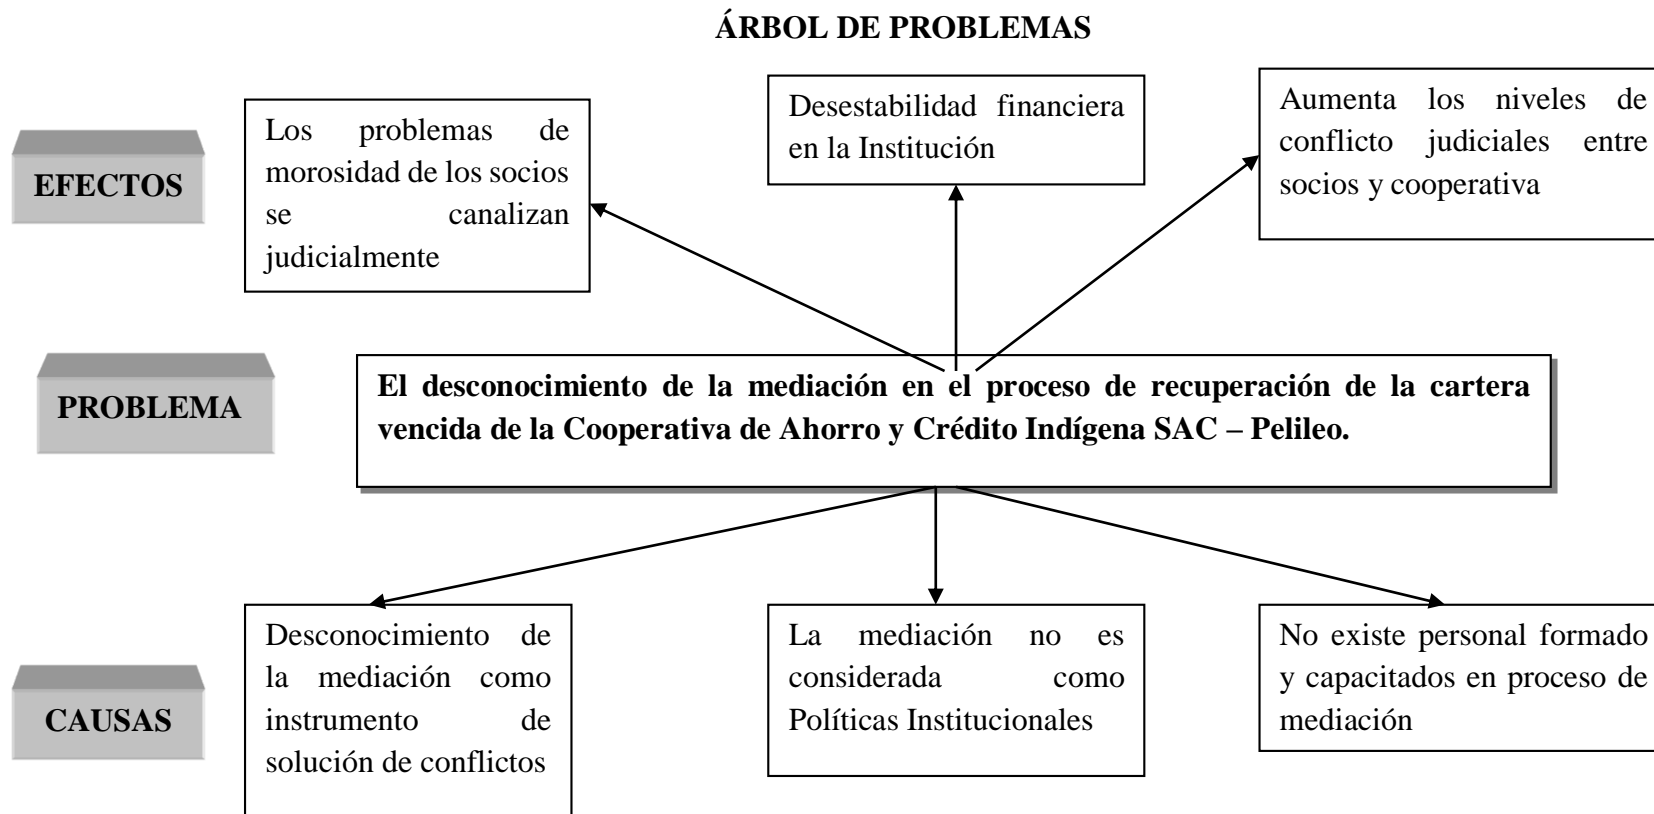 ÁRBOL DE PROBLEMAS
EFECTOS
Los problemas de
morosidad de los socios
se canalizan
judicialmente
Desestabilidad financiera
en la Institución
Aumenta los niveles de
conflicto judiciales entre
socios y cooperativa
PROBLEMA
El desconocimiento de la mediación en el proceso de recuperación de la cartera
vencida de la Cooperativa de Ahorro y Crédito Indígena SAC – Pelileo.
CAUSAS
Desconocimiento de
la mediación como
instrumento de
solución de conflictos
La mediación no es
considerada como
Políticas Institucionales
No existe personal formado
y capacitados en proceso de
mediación